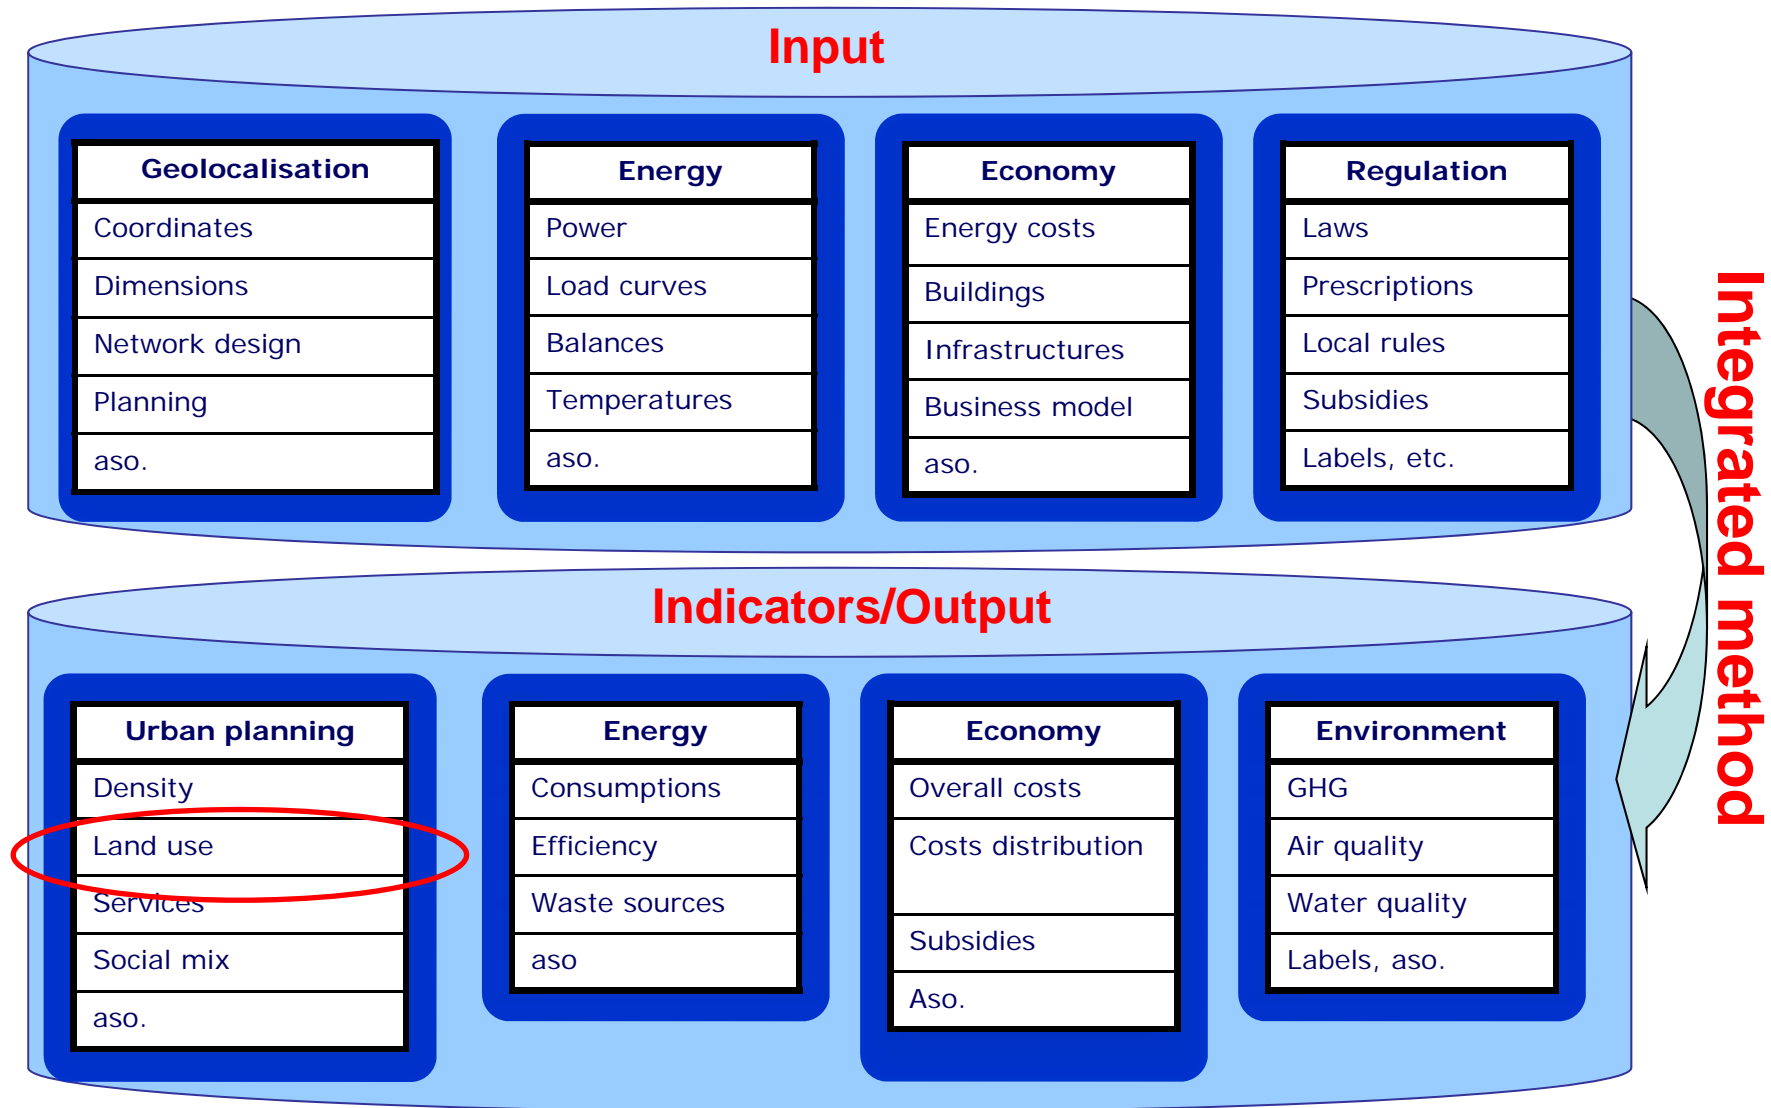 Input
Geolocalisation
Coordinates
Dimensions
Network design
Planning
aso.
Energy
Power
Load curves
Balances
Temperatures
aso.
Economy
Energy costs
Buildings
Infrastructures
Business model
aso.
Regulation
Laws
Prescriptions
Local rules
Subsidies
Labels, etc.
Integrated method
Indicators/Output
Urban planning
Density
Land use
Services
Social mix
aso.
Energy
Consumptions
Efficiency
Waste sources
aso
Economy
Overall costs
Costs distribution
Subsidies
Aso.
Environment
GHG
Air quality
Water quality
Labels, aso.